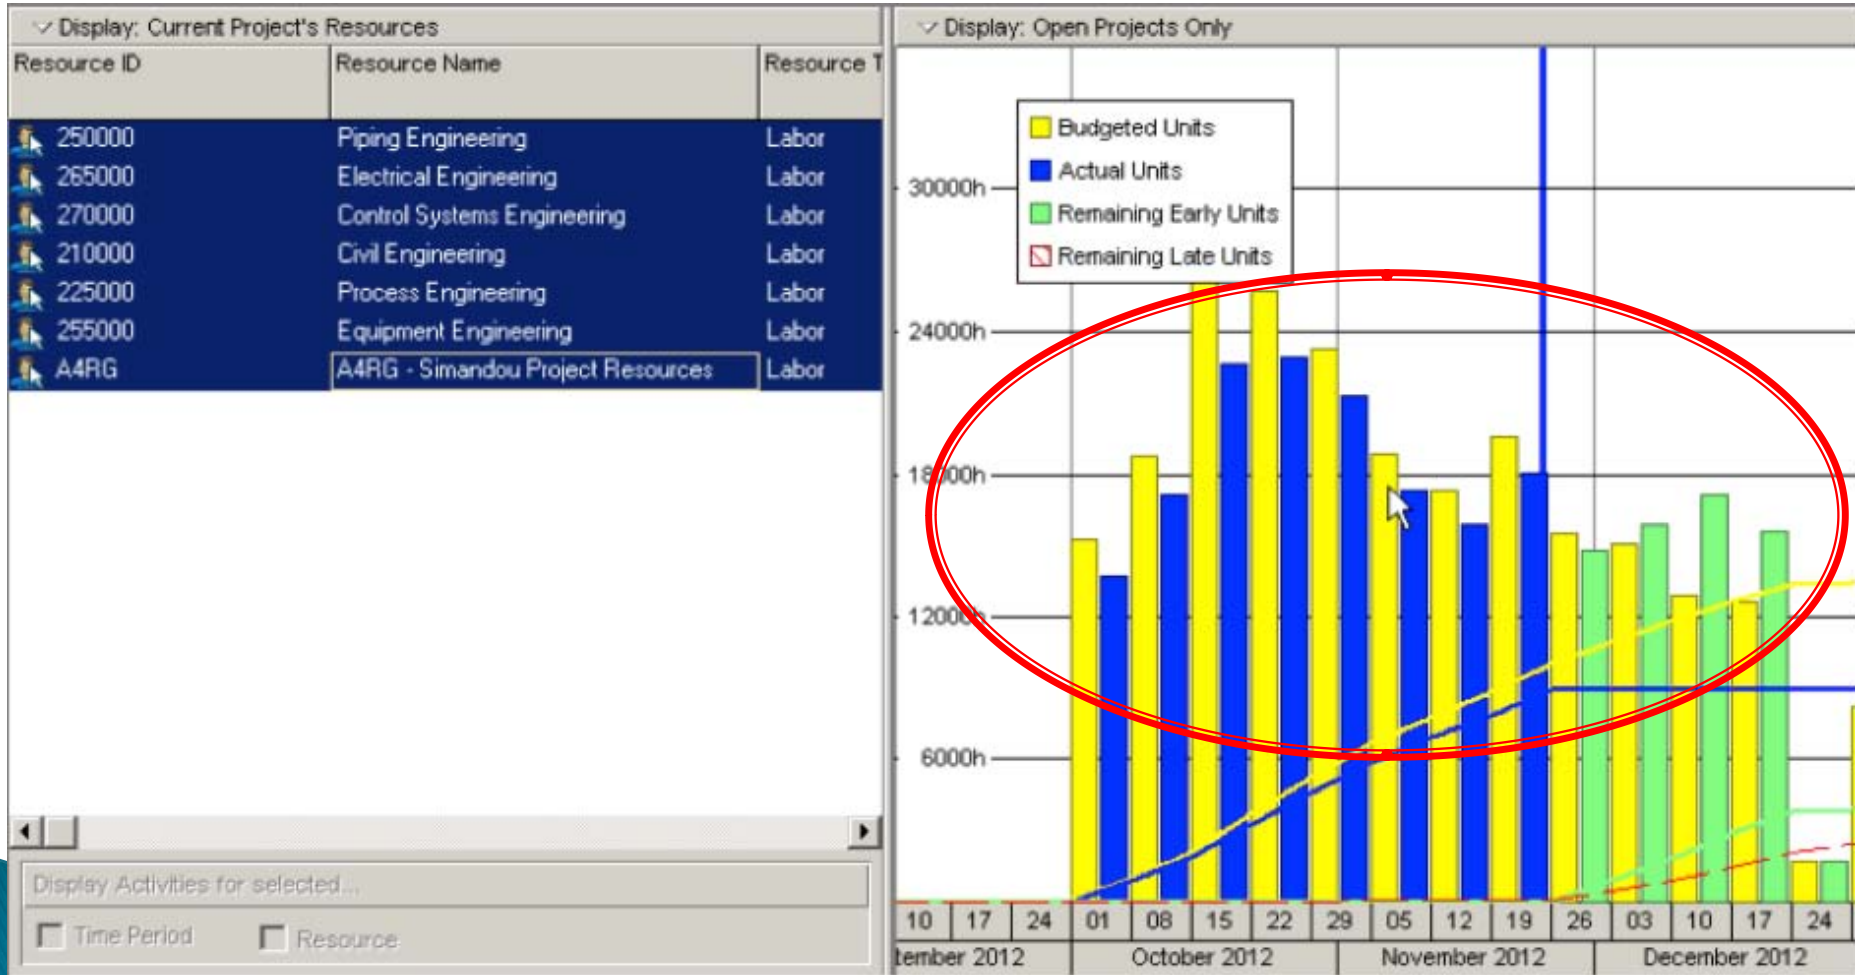 Display: Current Project's Resources
Resource ID Resource Name Resource T
250000 Piping Engineering Labor
265000 Electrical Engineering Labor
270000 Control Systems Engineering Labor
210000 Civil Engineering Labor
225000 Process Engineering Labor
255000 Equipment Engineering Labor
A4RG A4RG - Simandou Project Resources Labor
Display Activities for selected...
Time Period Resource
Display: Open Projects Only
Budgeted Units
Actual Units
Remaining Early Units
Remaining Late Units
30000h
24000h
18000h
12000h
6000h
10 17 24 01 08 15 22 29 05 12 19 26 03 10 17 24
tember 2012 October 2012 November 2012 December 2012